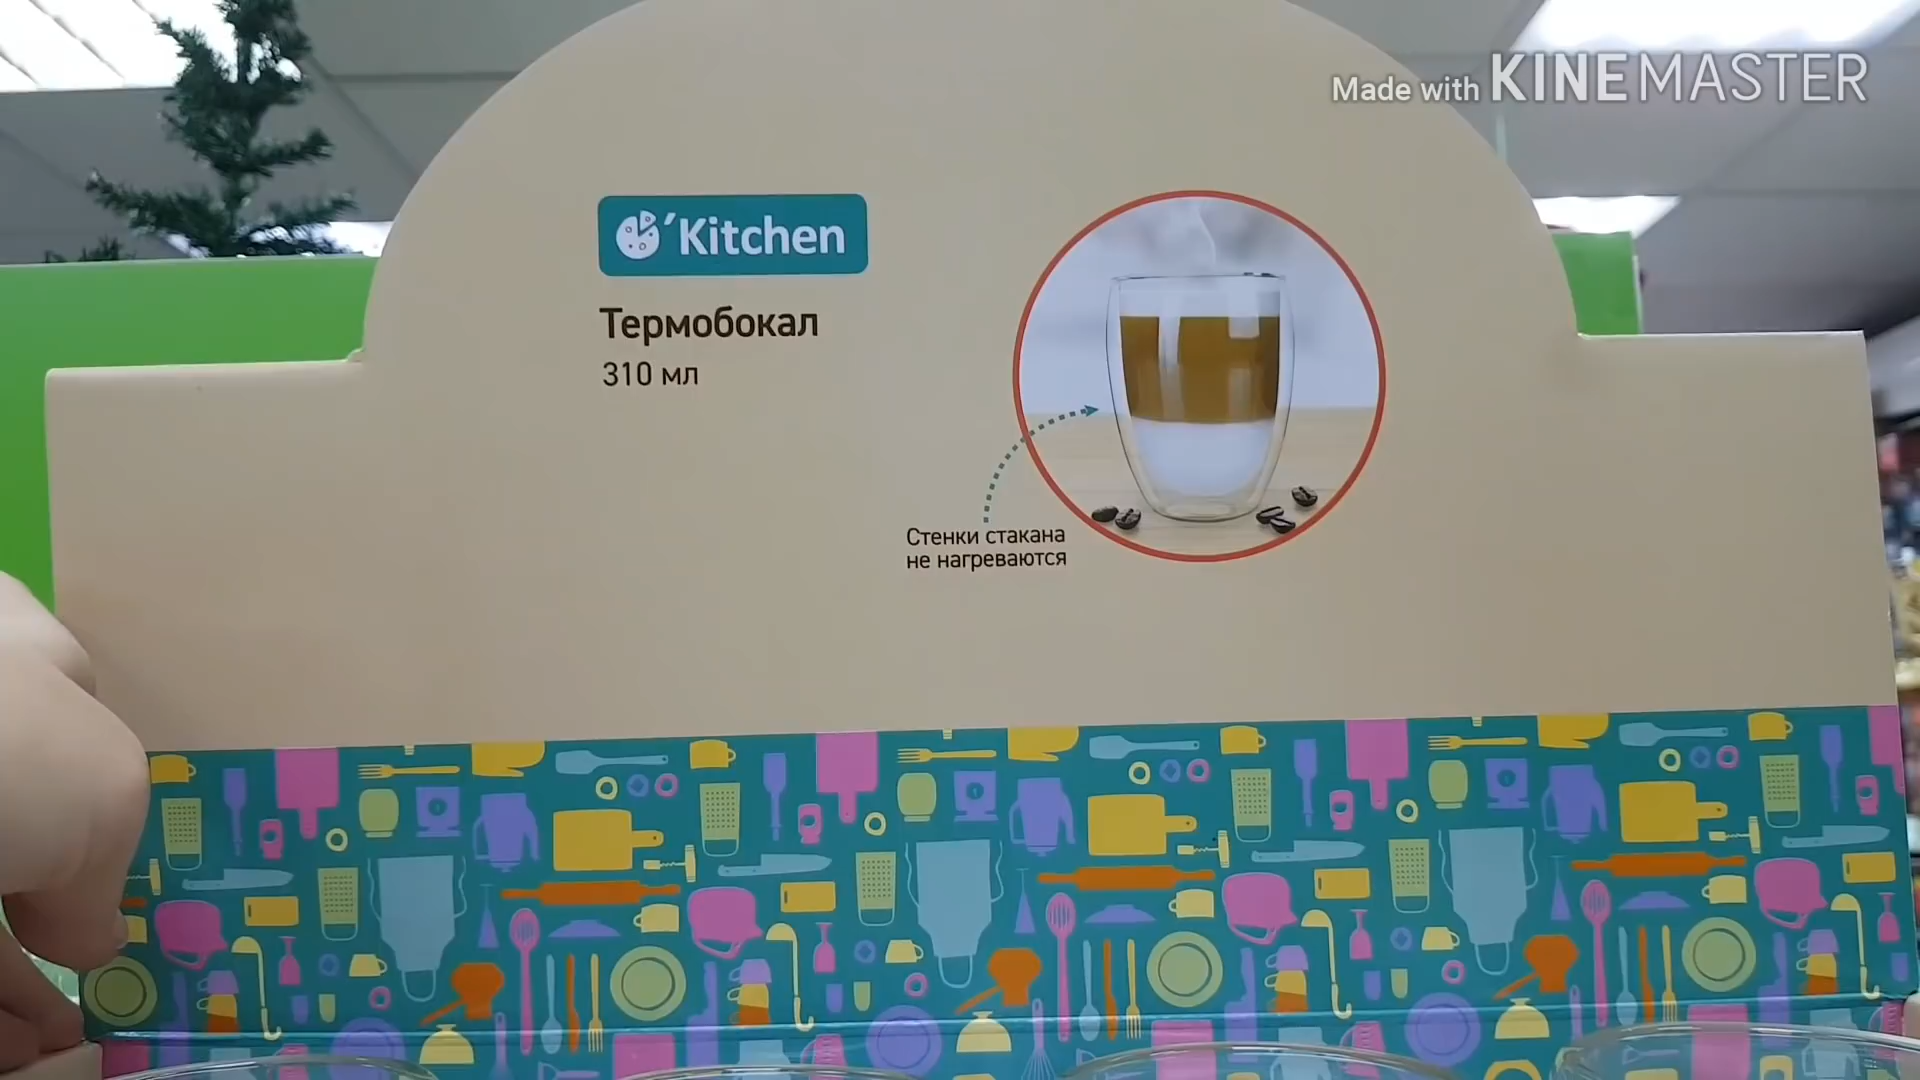 Made with KINEMASTER
'Kitchen
Термобокал
310 мл
Стенки стакана
не нагреваются